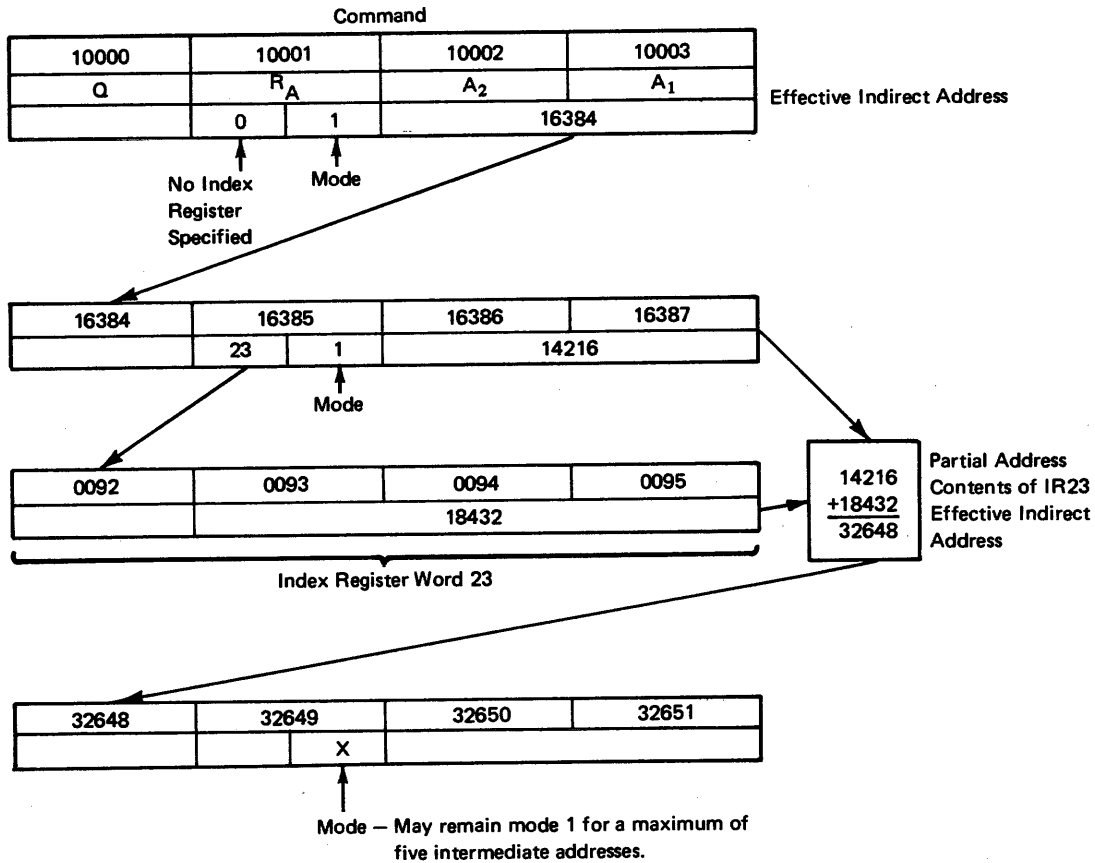 Command
10000 10001 10002 10003
Q RA A2 A1
Effective Indirect Address
0 1 16384
No Index
Register
Specified
Mode
16384 16385 16386 16387
23 1 14216
Mode
0092 0093 0094 0095
18432
Index Register Word 23
14216
+18432
32648
Partial Address
Contents of IR23
Effective Indirect
Address
32648 32649 32650 32651
X
Mode — May remain mode 1 for a maximum of
five intermediate addresses.